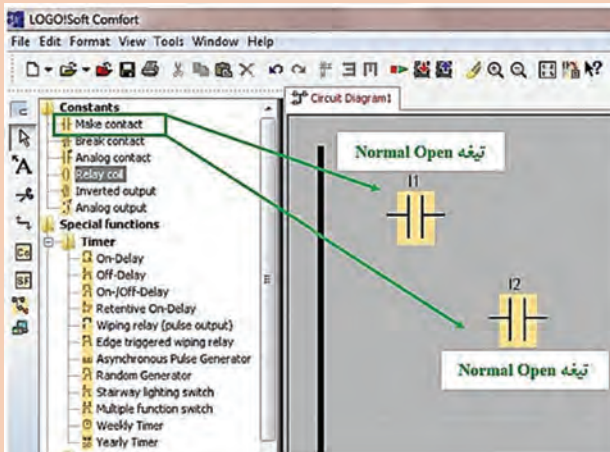 LOGO!Soft Comfort
File Edit Format View Tools Window Help
Circuit Diagram1
Constants
Make contact
Break contact
Analog contact
Relay coil
Inverted output
Analog output
Special functions
Timer
On-Delay
Off-Delay
On-/Off-Delay
Retentive On-Delay
Wiping relay (pulse output)
Edge triggered wiping relay
Asynchronous Pulse Generator
Random Generator
Stairway lighting switch
Multiple function switch
Weekly Timer
Yearly Timer
تیغه Normal Open
I1
I2
تیغه Normal Open
Co
SF